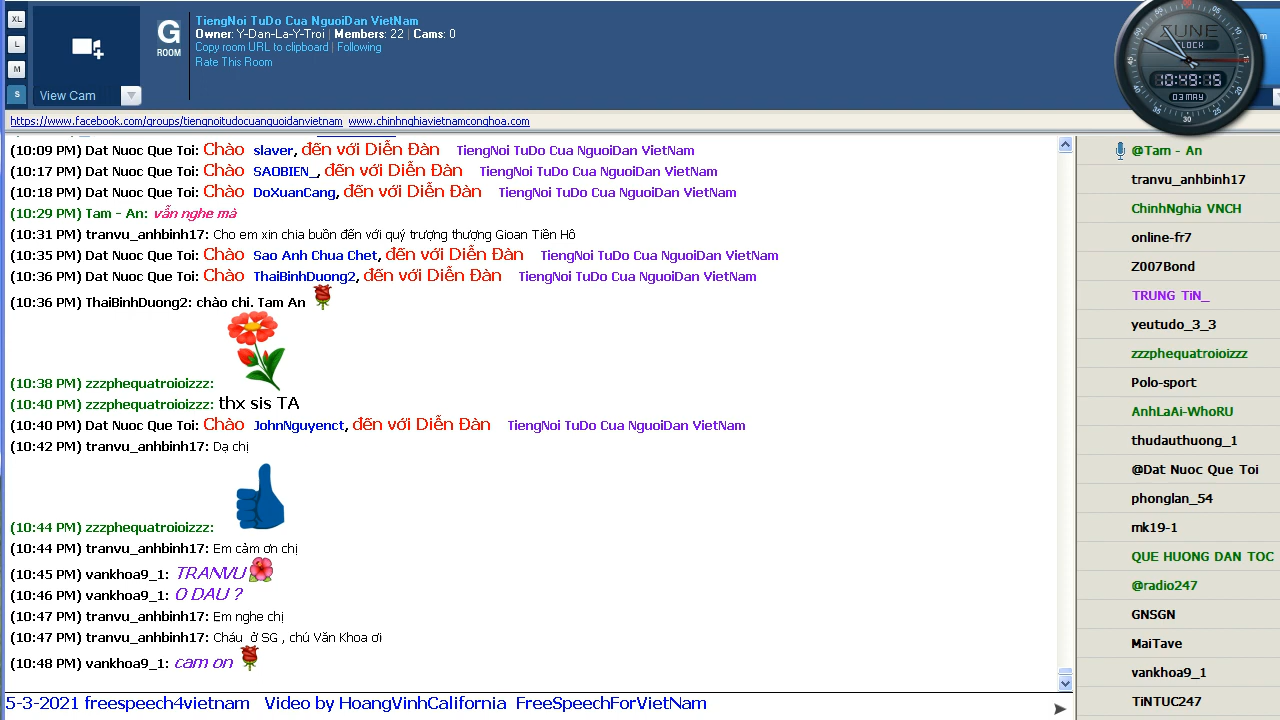 XL
L
M
S
View Cam
G
ROOM
TiengNoi TuDo Cua NguoiDan VietNam
Owner: Y-Dan-La-Y-Troi | Members: 22 | Cams: 0
Copy room URL to clipboard | Following
Rate This Room
ZUNE
CLOCK
10:49:15
03 MAY
https://www.facebook.com/groups/tiengnoitudocuanguoidanvietnam www.chinhnghiavietnamconghoa.com
(10:09 PM) Dat Nuoc Que Toi: Chào slaver, đến với Diễn Đàn TiengNoi TuDo Cua NguoiDan VietNam
(10:17 PM) Dat Nuoc Que Toi: Chào SAOBIEN_, đến với Diễn Đàn TiengNoi TuDo Cua NguoiDan VietNam
(10:18 PM) Dat Nuoc Que Toi: Chào DoXuanCang, đến với Diễn Đàn TiengNoi TuDo Cua NguoiDan VietNam
(10:29 PM) Tam - An: vẫn nghe mà
(10:31 PM) tranvu_anhbinh17: Cho em xin chia buồn đến với quý trượng thượng Gioan Tiền Hô
(10:35 PM) Dat Nuoc Que Toi: Chào Sao Anh Chua Chet, đến với Diễn Đàn TiengNoi TuDo Cua NguoiDan VietNam
(10:36 PM) Dat Nuoc Que Toi: Chào ThaiBinhDuong2, đến với Diễn Đàn TiengNoi TuDo Cua NguoiDan VietNam
(10:36 PM) ThaiBinhDuong2: chào chi. Tam An
(10:38 PM) zzzphequatroioizzz:
(10:40 PM) zzzphequatroioizzz: thx sis TA
(10:40 PM) Dat Nuoc Que Toi: Chào JohnNguyenct, đến với Diễn Đàn TiengNoi TuDo Cua NguoiDan VietNam
(10:42 PM) tranvu_anhbinh17: Dạ chị
(10:44 PM) zzzphequatroioizzz:
(10:44 PM) tranvu_anhbinh17: Em cảm ơn chị
(10:45 PM) vankhoa9_1: TRANVU
(10:46 PM) vankhoa9_1: O DAU ?
(10:47 PM) tranvu_anhbinh17: Em nghe chị
(10:47 PM) tranvu_anhbinh17: Cháu ở SG , chú Văn Khoa ơi
(10:48 PM) vankhoa9_1: cam on
@Tam - An
tranvu_anhbinh17
ChinhNghia VNCH
online-fr7
Z007Bond
TRUNG TiN_
yeutudo_3_3
zzzphequatroioizzz
Polo-sport
AnhLaAi-WhoRU
thudauthuong_1
@Dat Nuoc Que Toi
phonglan_54
mk19-1
QUE HUONG DAN TOC
@radio247
GNSGN
MaiTave
vankhoa9_1
TiNTUC247
5-3-2021 freespeech4vietnam Video by HoangVinhCalifornia FreeSpeechForVietNam